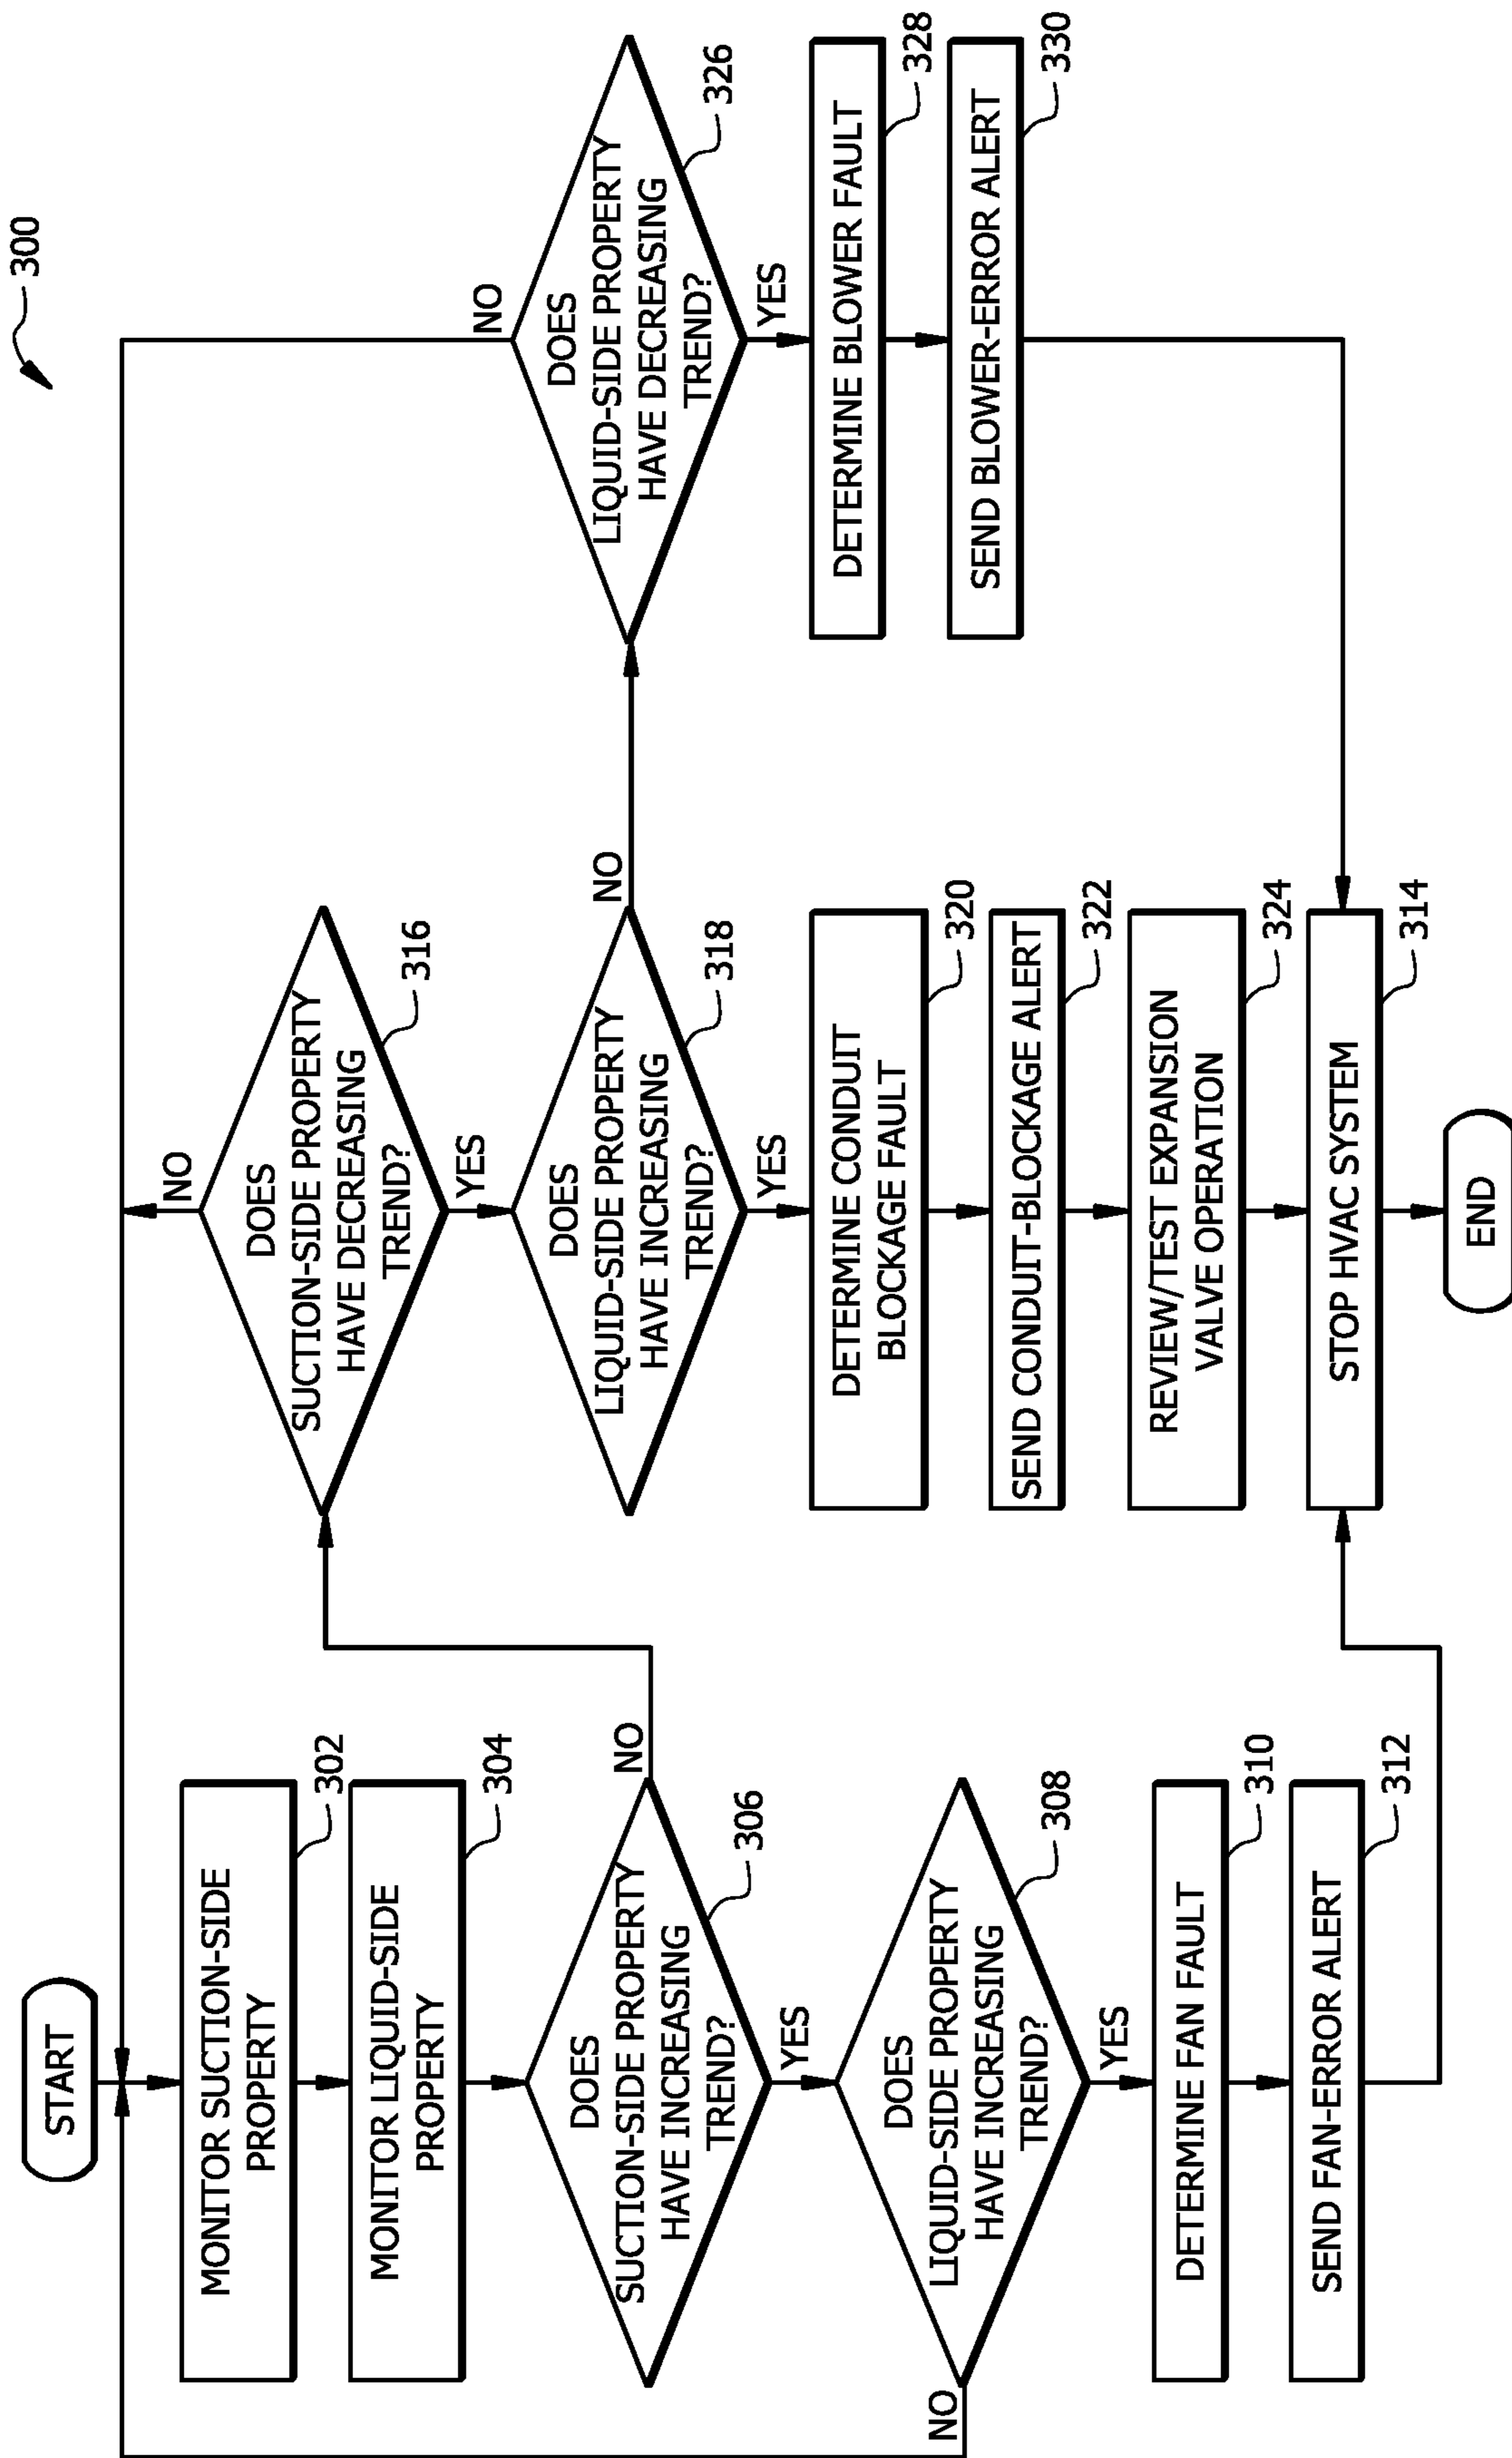 300
START
MONITOR SUCTION-SIDE
PROPERTY
302
MONITOR LIQUID-SIDE
PROPERTY
304
DOES
SUCTION-SIDE PROPERTY
HAVE INCREASING
TREND?
306
NO
YES
DOES
LIQUID-SIDE PROPERTY
HAVE INCREASING
TREND?
308
NO
YES
DETERMINE FAN FAULT
310
SEND FAN-ERROR ALERT
312
NO
DOES
SUCTION-SIDE PROPERTY
HAVE DECREASING
TREND?
316
YES
DOES
LIQUID-SIDE PROPERTY
HAVE INCREASING
TREND?
318
NO
YES
DETERMINE CONDUIT
BLOCKAGE FAULT
320
SEND CONDUIT-BLOCKAGE ALERT
322
REVIEW/TEST EXPANSION
VALVE OPERATION
324
STOP HVAC SYSTEM
314
END
NO
DOES
LIQUID-SIDE PROPERTY
HAVE DECREASING
TREND?
326
YES
DETERMINE BLOWER FAULT
328
SEND BLOWER-ERROR ALERT
330